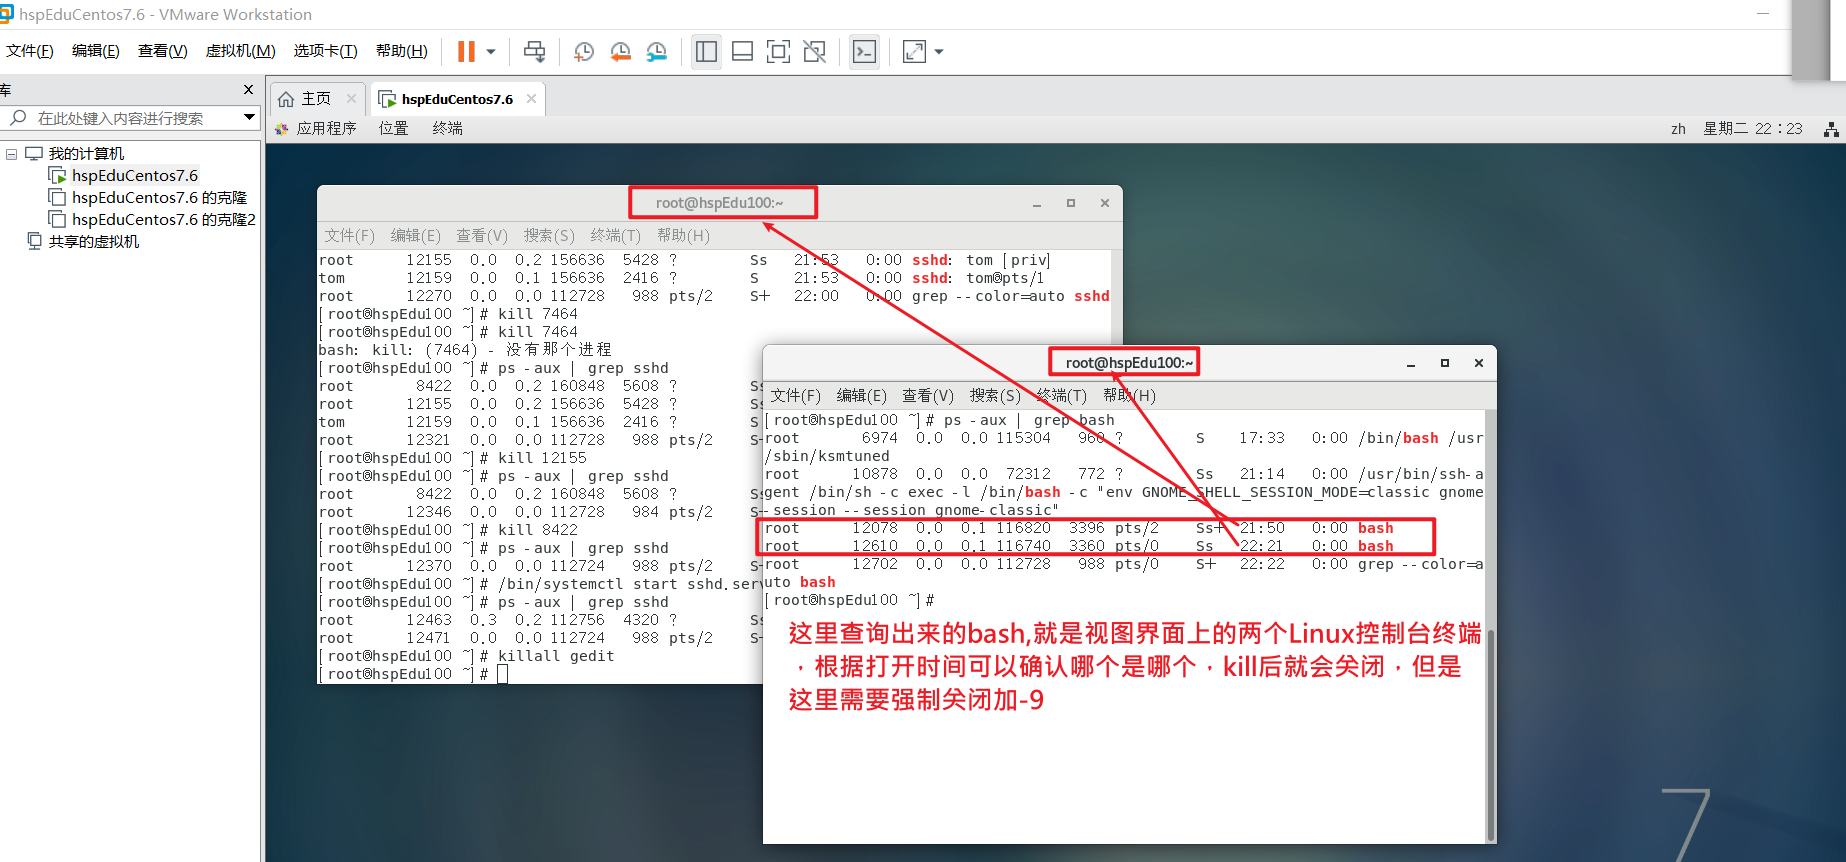 hspEduCentos7.6 - VMware Workstation
文件(F) 编辑(E) 查看(V) 虚拟机(M) 选项卡(T) 帮助(H)
库
在此处键入内容进行搜索
我的计算机
hspEduCentos7.6
hspEduCentos7.6 的克隆
hspEduCentos7.6 的克隆2
共享的虚拟机
主页 hspEduCentos7.6
应用程序 位置 终端 zh 星期二 22：23
root@hspEdu100:~
文件(F) 编辑(E) 查看(V) 搜索(S) 终端(T) 帮助(H)
root 12155 0.0 0.2 156636 5428 ? Ss 21:53 0:00 sshd: tom [priv]
tom 12159 0.0 0.1 156636 2416 ? S 21:53 0:00 sshd: tom@pts/1
root 12270 0.0 0.0 112728 988 pts/2 S+ 22:00 0:00 grep --color=auto sshd
[root@hspEdu100 ~]# kill 7464
[root@hspEdu100 ~]# kill 7464
bash: kill: (7464) - 没有那个进程
[root@hspEdu100 ~]# ps -aux | grep sshd
root 8422 0.0 0.2 160848 5608 ? Ss
root 12155 0.0 0.2 156636 5428 ? Ss
tom 12159 0.0 0.1 156636 2416 ? S
root 12321 0.0 0.0 112728 988 pts/2 S+
[root@hspEdu100 ~]# kill 12155
[root@hspEdu100 ~]# ps -aux | grep sshd
root 8422 0.0 0.2 160848 5608 ? Ss
root 12346 0.0 0.0 112728 984 pts/2 S+
[root@hspEdu100 ~]# kill 8422
[root@hspEdu100 ~]# ps -aux | grep sshd
root 12370 0.0 0.0 112724 988 pts/2 S+
[root@hspEdu100 ~]# /bin/systemctl start sshd.serv
[root@hspEdu100 ~]# ps -aux | grep sshd
root 12463 0.3 0.2 112756 4320 ? Ss
root 12471 0.0 0.0 112724 988 pts/2 S+
[root@hspEdu100 ~]# killall gedit
[root@hspEdu100 ~]#
root@hspEdu100:~
文件(F) 编辑(E) 查看(V) 搜索(S) 终端(T) 帮助(H)
[root@hspEdu100 ~]# ps -aux | grep bash
root 6974 0.0 0.0 115304 960 ? S 17:33 0:00 /bin/bash /usr
/sbin/ksmtuned
root 10878 0.0 0.0 72312 772 ? Ss 21:14 0:00 /usr/bin/ssh-a
gent /bin/sh -c exec -l /bin/bash -c "env GNOME_SHELL_SESSION_MODE=classic gnome
-session --session gnome-classic"
root 12078 0.0 0.1 116820 3396 pts/2 Ss+ 21:50 0:00 bash
root 12610 0.0 0.1 116740 3360 pts/0 Ss 22:21 0:00 bash
root 12702 0.0 0.0 112728 988 pts/0 S+ 22:22 0:00 grep --color=a
uto bash
[root@hspEdu100 ~]#
这里查询出来的bash,就是视图界面上的两个Linux控制台终端
，根据打开时间可以确认哪个是哪个，kill后就会关闭，但是
这里需要强制关闭加-9
7